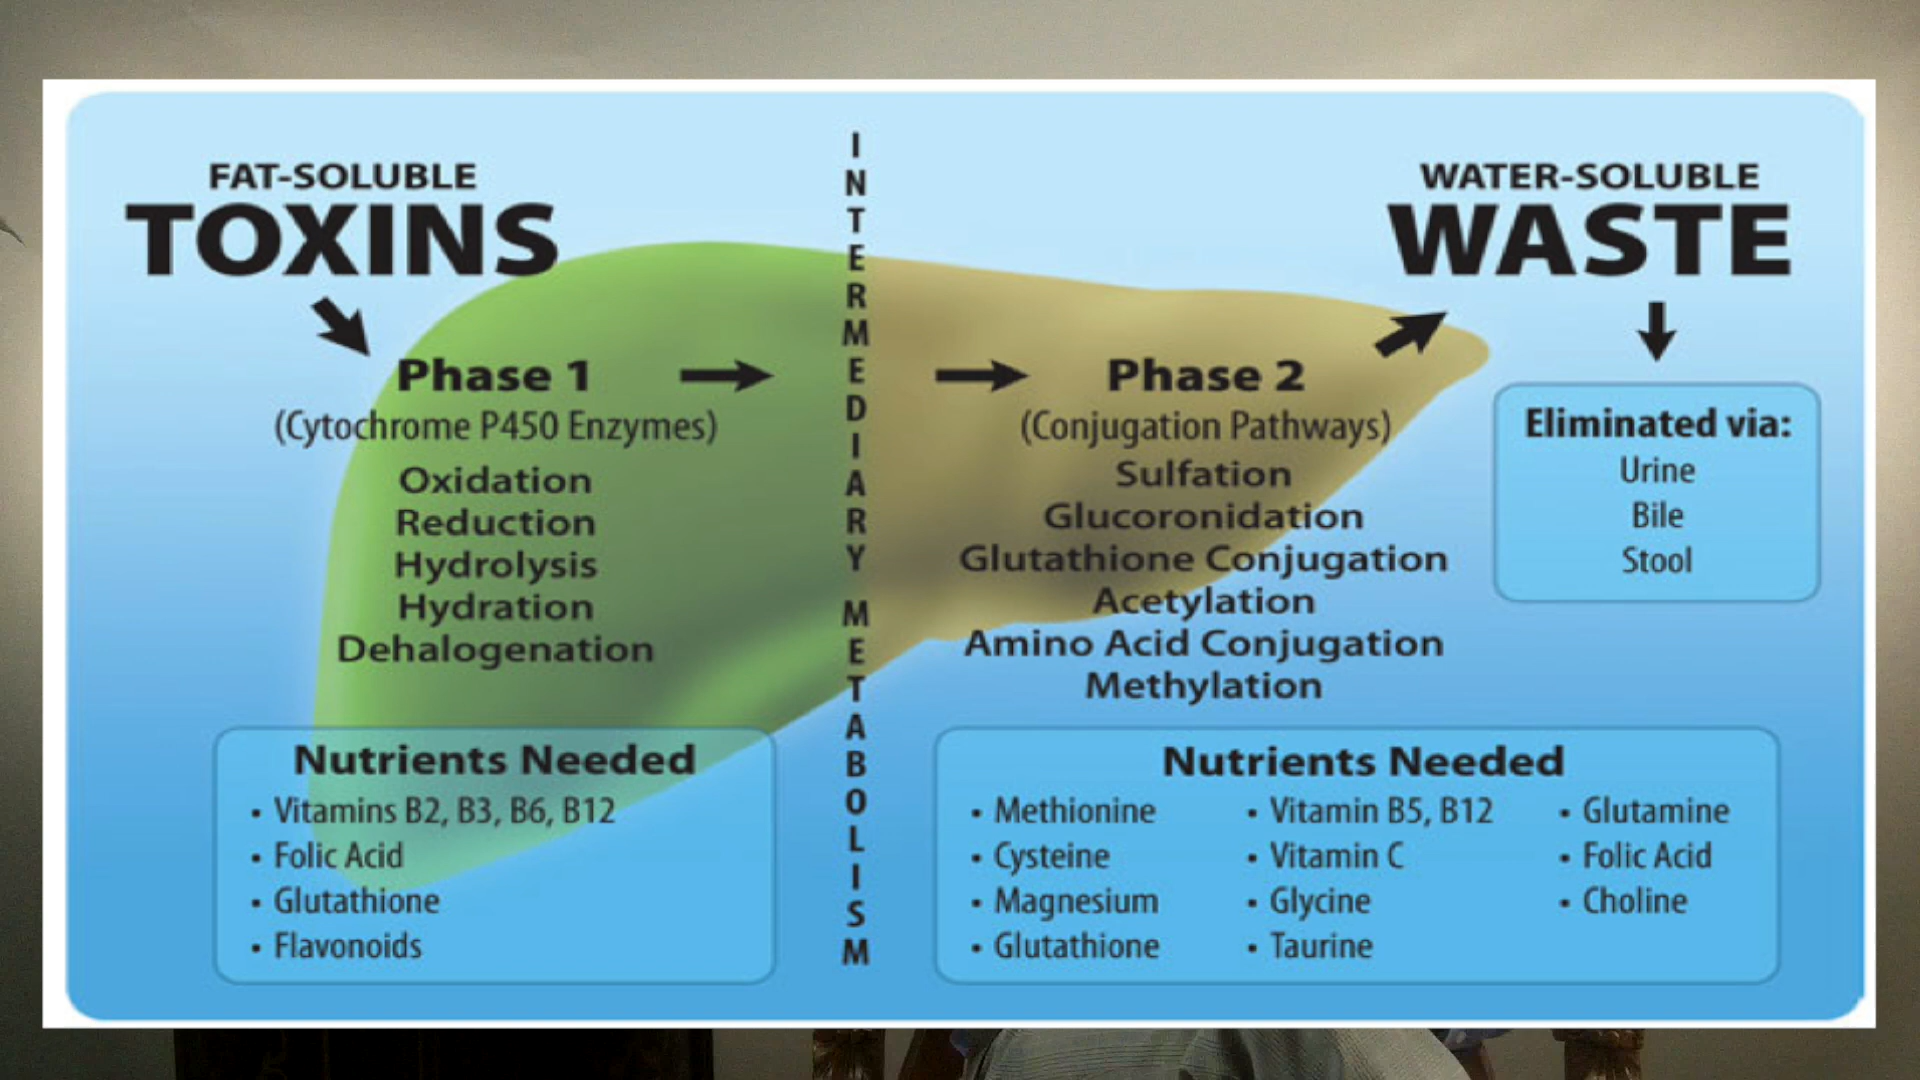 FAT-SOLUBLE
TOXINS
Phase 1
(Cytochrome P450 Enzymes)
Oxidation
Reduction
Hydrolysis
Hydration
Dehalogenation
Nutrients Needed
• Vitamins B2, B3, B6, B12
• Folic Acid
• Glutathione
• Flavonoids
INTERMEDIARY METABOLISM
Phase 2
(Conjugation Pathways)
Sulfation
Glucoronidation
Glutathione Conjugation
Acetylation
Amino Acid Conjugation
Methylation
Nutrients Needed
• Methionine
• Cysteine
• Magnesium
• Glutathione
• Vitamin B5, B12
• Vitamin C
• Glycine
• Taurine
• Glutamine
• Folic Acid
• Choline
WATER-SOLUBLE
WASTE
Eliminated via:
Urine
Bile
Stool